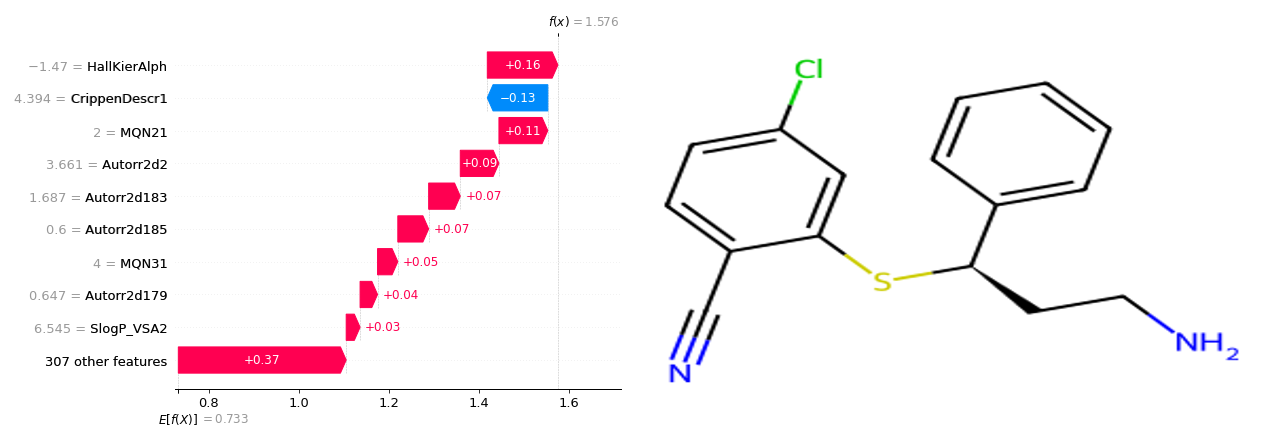 f(x) = 1.576
−1.47 = HallKierAlph
+0.16
4.394 = CrippenDescr1
−0.13
2 = MQN21
+0.11
3.661 = Autorr2d2
+0.09
1.687 = Autorr2d183
+0.07
0.6 = Autorr2d185
+0.07
4 = MQN31
+0.05
0.647 = Autorr2d179
+0.04
6.545 = SlogP_VSA2
+0.03
307 other features
+0.37
0.8 1.0 1.2 1.4 1.6
E[f(X)] = 0.733
Cl
S
N
NH2